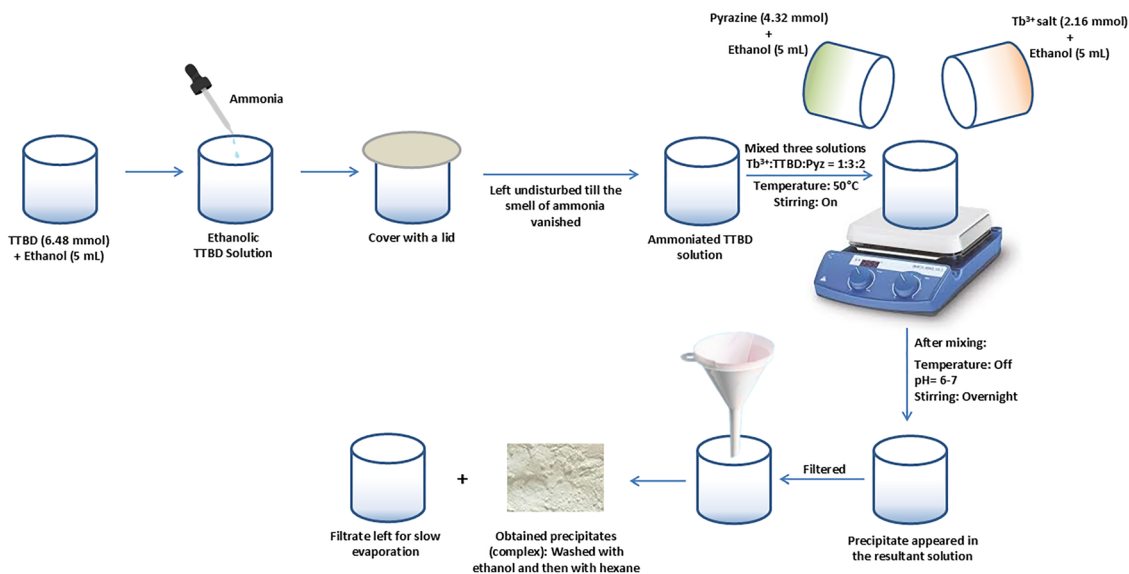 Pyrazine (4.32 mmol)
+
Ethanol (5 mL)
Tb³⁺ salt (2.16 mmol)
+
Ethanol (5 mL)
Ammonia
TTBD (6.48 mmol)
+ Ethanol (5 mL)
Ethanolic
TTBD Solution
Cover with a lid
Left undisturbed till the
smell of ammonia
vanished
Ammoniated TTBD
solution
Mixed three solutions
Tb³⁺:TTBD:Pyz = 1:3:2
Temperature: 50°C
Stirring: On
After mixing:
Temperature: Off
pH= 6-7
Stirring: Overnight
Precipitate appeared in
the resultant solution
Filtered
Obtained precipitates
(complex): Washed with
ethanol and then with hexane
+
Filtrate left for slow
evaporation